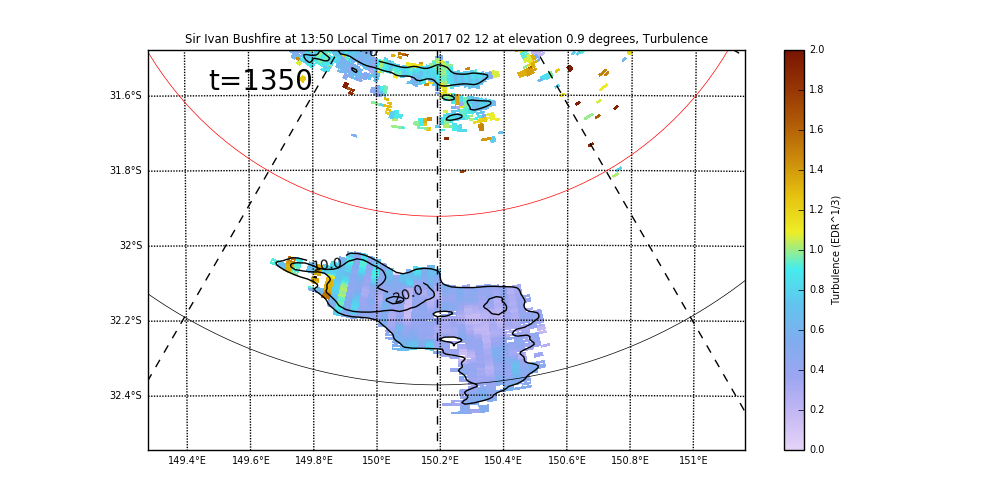 Sir Ivan Bushfire at 13:50 Local Time on 2017 02 12 at elevation 0.9 degrees, Turbulence
t=1350
31.6°S
31.8°S
32°S
32.2°S
32.4°S
10.0
20.0
149.4°E 149.6°E 149.8°E 150°E 150.2°E 150.4°E 150.6°E 150.8°E 151°E
2.0
1.8
1.6
1.4
1.2
1.0
0.8
0.6
0.4
0.2
0.0
Turbulence (EDR^1/3)